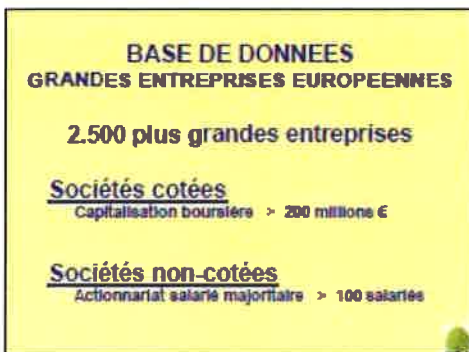 BASE DE DONNEES
GRANDES ENTREPRISES EUROPEENNES
2.500 plus grandes entreprises
Sociétés cotées
Capitalisation boursière > 200 millions €
Sociétés non-cotées
Actionnariat salarié majoritaire > 100 salariés